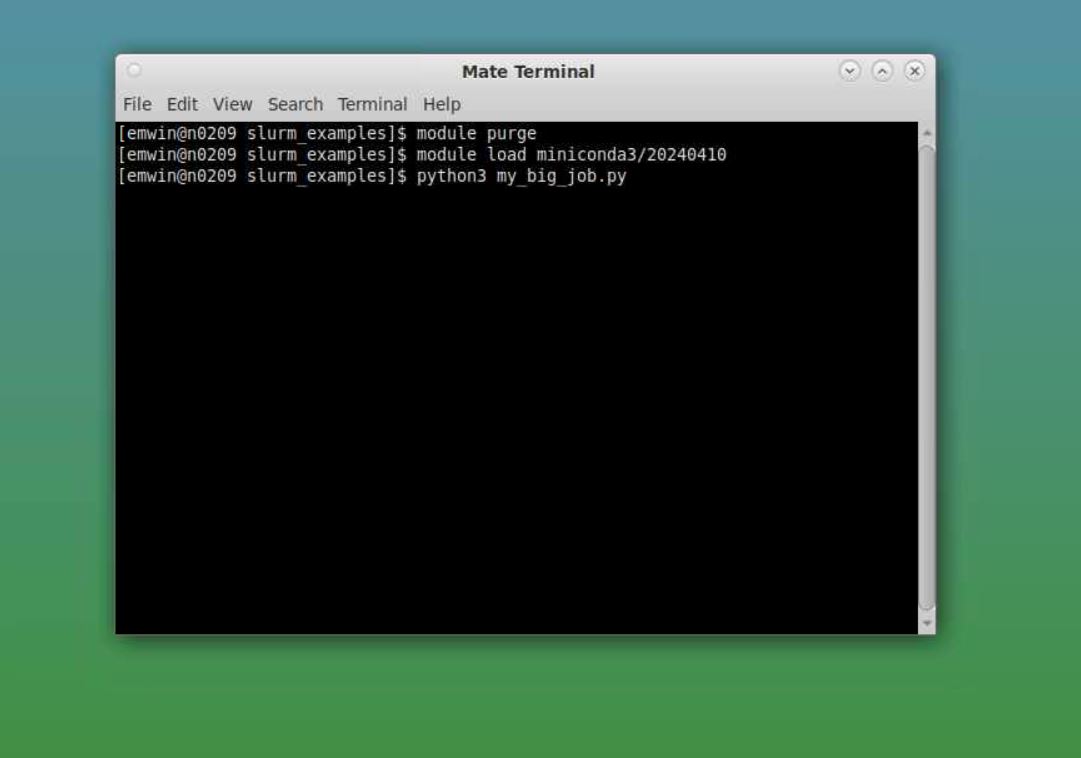 Mate Terminal
File Edit View Search Terminal Help
[emwin@n0209 slurm_examples]$ module purge
[emwin@n0209 slurm_examples]$ module load miniconda3/20240410
[emwin@n0209 slurm_examples]$ python3 my_big_job.py